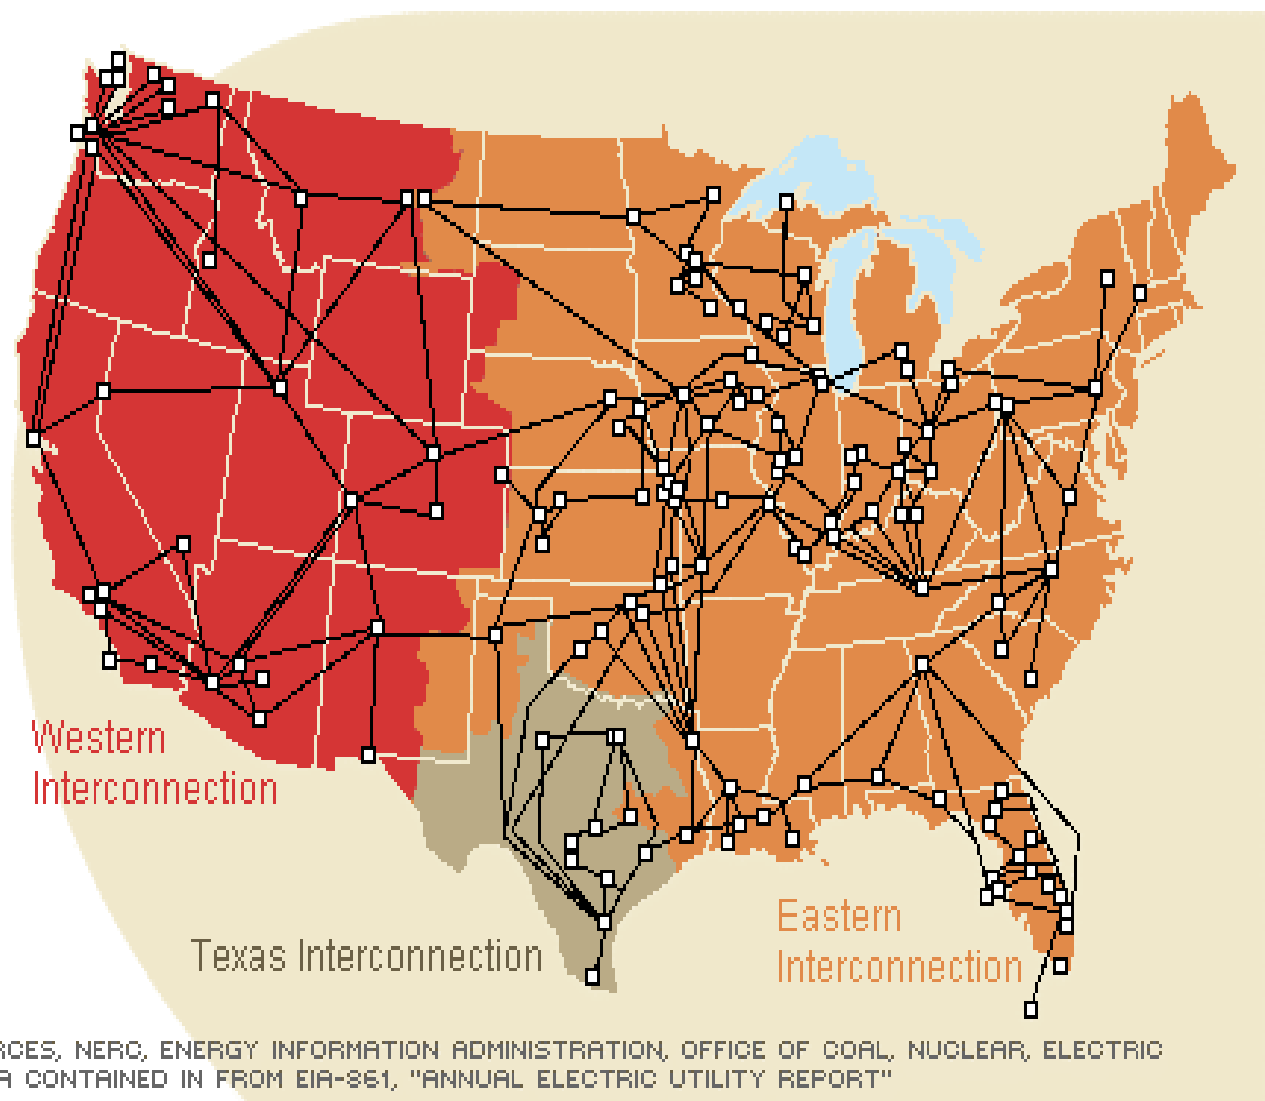 Western
Interconnection
Texas Interconnection
Eastern
Interconnection
RCES, NERC, ENERGY INFORMATION ADMINISTRATION, OFFICE OF COAL, NUCLEAR, ELECTRIC
A CONTAINED IN FROM EIA-861, "ANNUAL ELECTRIC UTILITY REPORT"